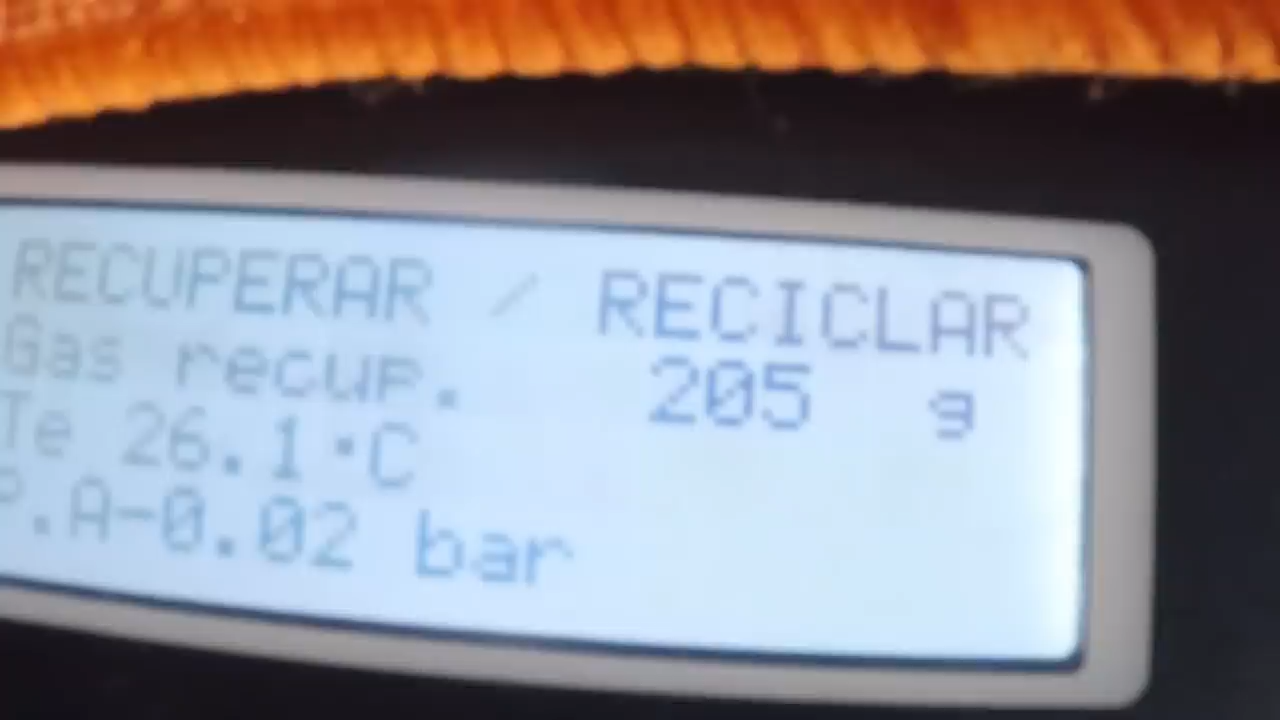 RECUPERAR / RECICLAR
Gas recup. 205 g
Te 26.1°C
P.A-0.02 bar